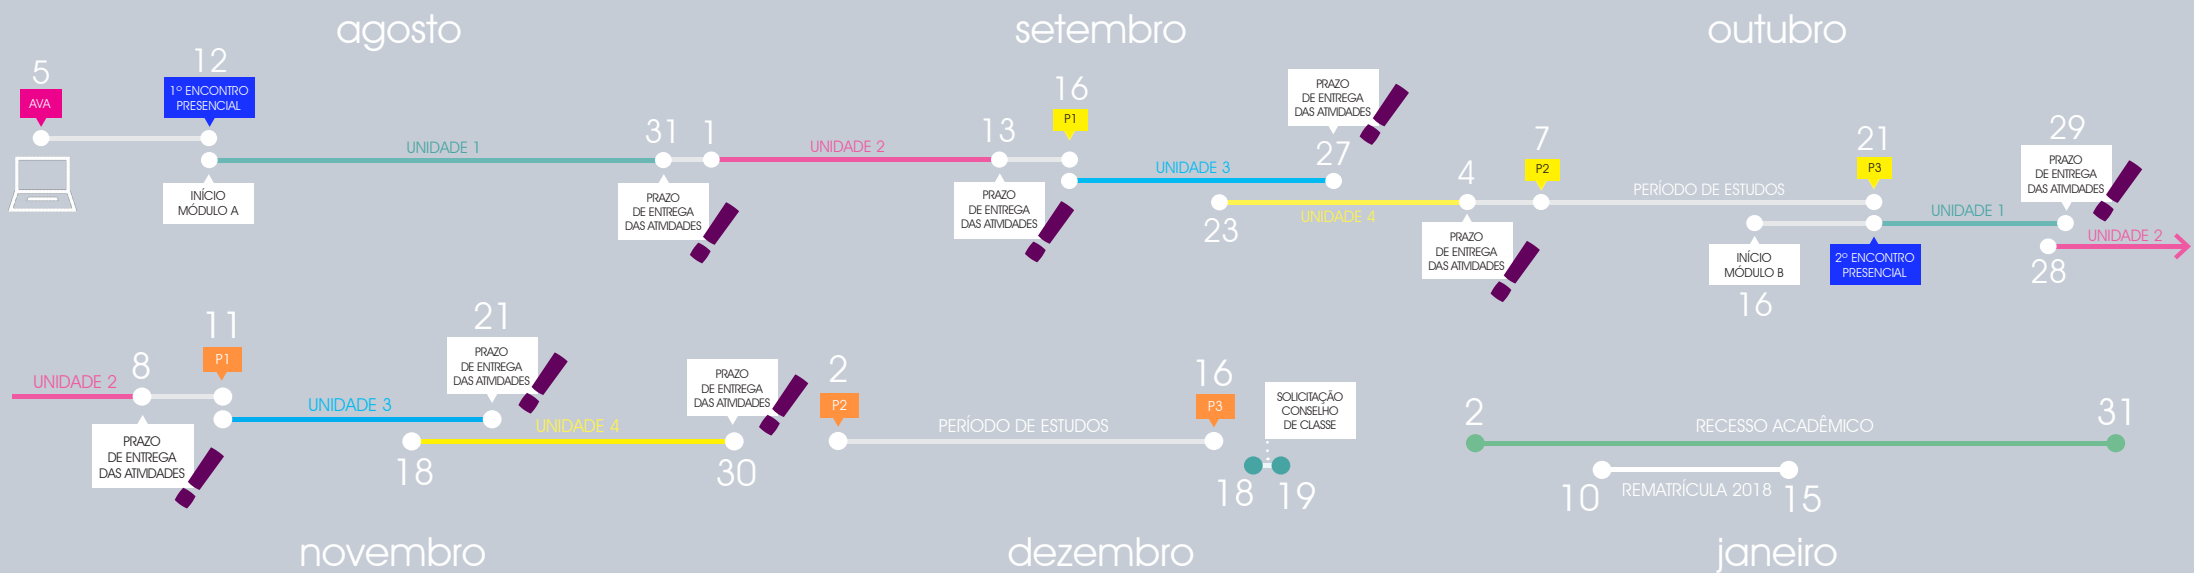 agosto
setembro
outubro
5
AVA
12
1º ENCONTRO
PRESENCIAL
INÍCIO
MÓDULO A
UNIDADE 1
31
PRAZO
DE ENTREGA
DAS ATIVIDADES
1
UNIDADE 2
13
PRAZO
DE ENTREGA
DAS ATIVIDADES
16
P1
UNIDADE 3
PRAZO
DE ENTREGA
DAS ATIVIDADES
27
23
UNIDADE 4
4
PRAZO
DE ENTREGA
DAS ATIVIDADES
7
P2
PERÍODO DE ESTUDOS
21
P3
INÍCIO
MÓDULO B
16
2º ENCONTRO
PRESENCIAL
UNIDADE 1
29
PRAZO
DE ENTREGA
DAS ATIVIDADES
28
UNIDADE 2
UNIDADE 2
8
PRAZO
DE ENTREGA
DAS ATIVIDADES
11
P1
UNIDADE 3
21
PRAZO
DE ENTREGA
DAS ATIVIDADES
18
UNIDADE 4
PRAZO
DE ENTREGA
DAS ATIVIDADES
30
2
P2
PERÍODO DE ESTUDOS
16
P3
SOLICITAÇÃO
CONSELHO
DE CLASSE
18
19
2
RECESSO ACADÊMICO
31
10
REMATRÍCULA 2018
15
novembro
dezembro
janeiro